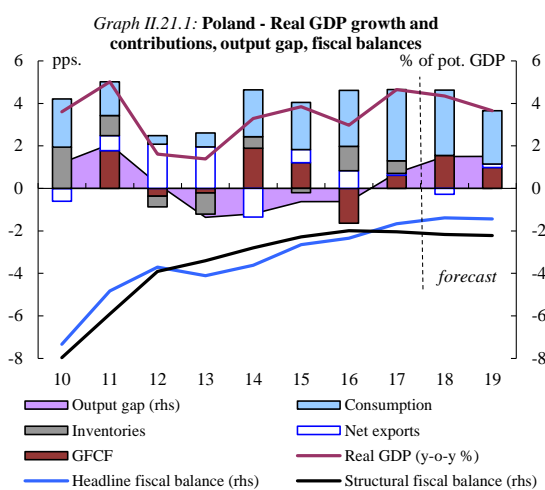 Graph II.21.1: Poland - Real GDP growth and
contributions, output gap, fiscal balances
pps. % of pot. GDP
6 6
4 4
2 2
0 0
-2 -2
-4 -4
forecast
-6 -6
-8 -8
10 11 12 13 14 15 16 17 18 19
Output gap (rhs) Consumption
Inventories Net exports
GFCF Real GDP (y-o-y %)
Headline fiscal balance (rhs) Structural fiscal balance (rhs)